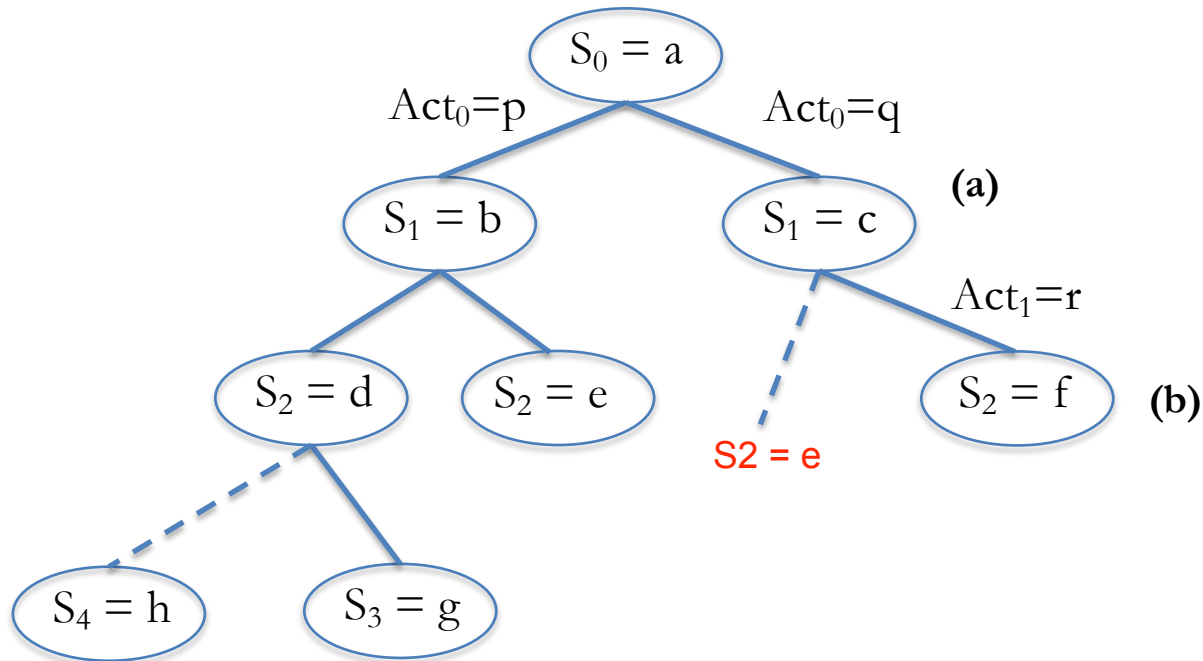 S₀ = a
Act₀=p
Act₀=q
(a)
S₁ = b
S₁ = c
Act₁=r
S₂ = d
S₂ = e
S₂ = f
(b)
S2 = e
S₄ = h
S₃ = g